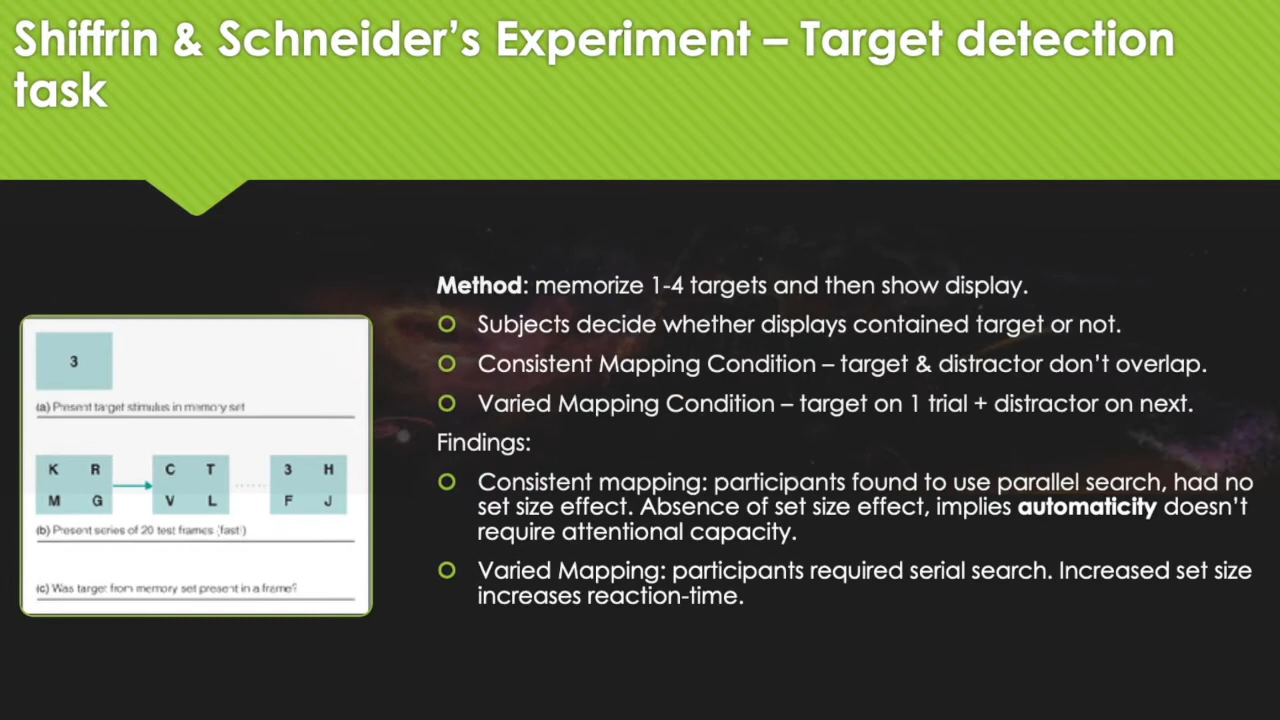 Shiffrin & Schneider’s Experiment – Target detection
task
3
(a) Present target stimulus in memory set
K R
M G
C T
V L
3 H
F J
(b) Present series of 20 test frames (fast!)
(c) Was target from memory set present in a frame?
Method: memorize 1-4 targets and then show display.
Subjects decide whether displays contained target or not.
Consistent Mapping Condition – target & distractor don’t overlap.
Varied Mapping Condition – target on 1 trial + distractor on next.
Findings:
Consistent mapping: participants found to use parallel search, had no
set size effect. Absence of set size effect, implies automaticity doesn’t
require attentional capacity.
Varied Mapping: participants required serial search. Increased set size
increases reaction-time.